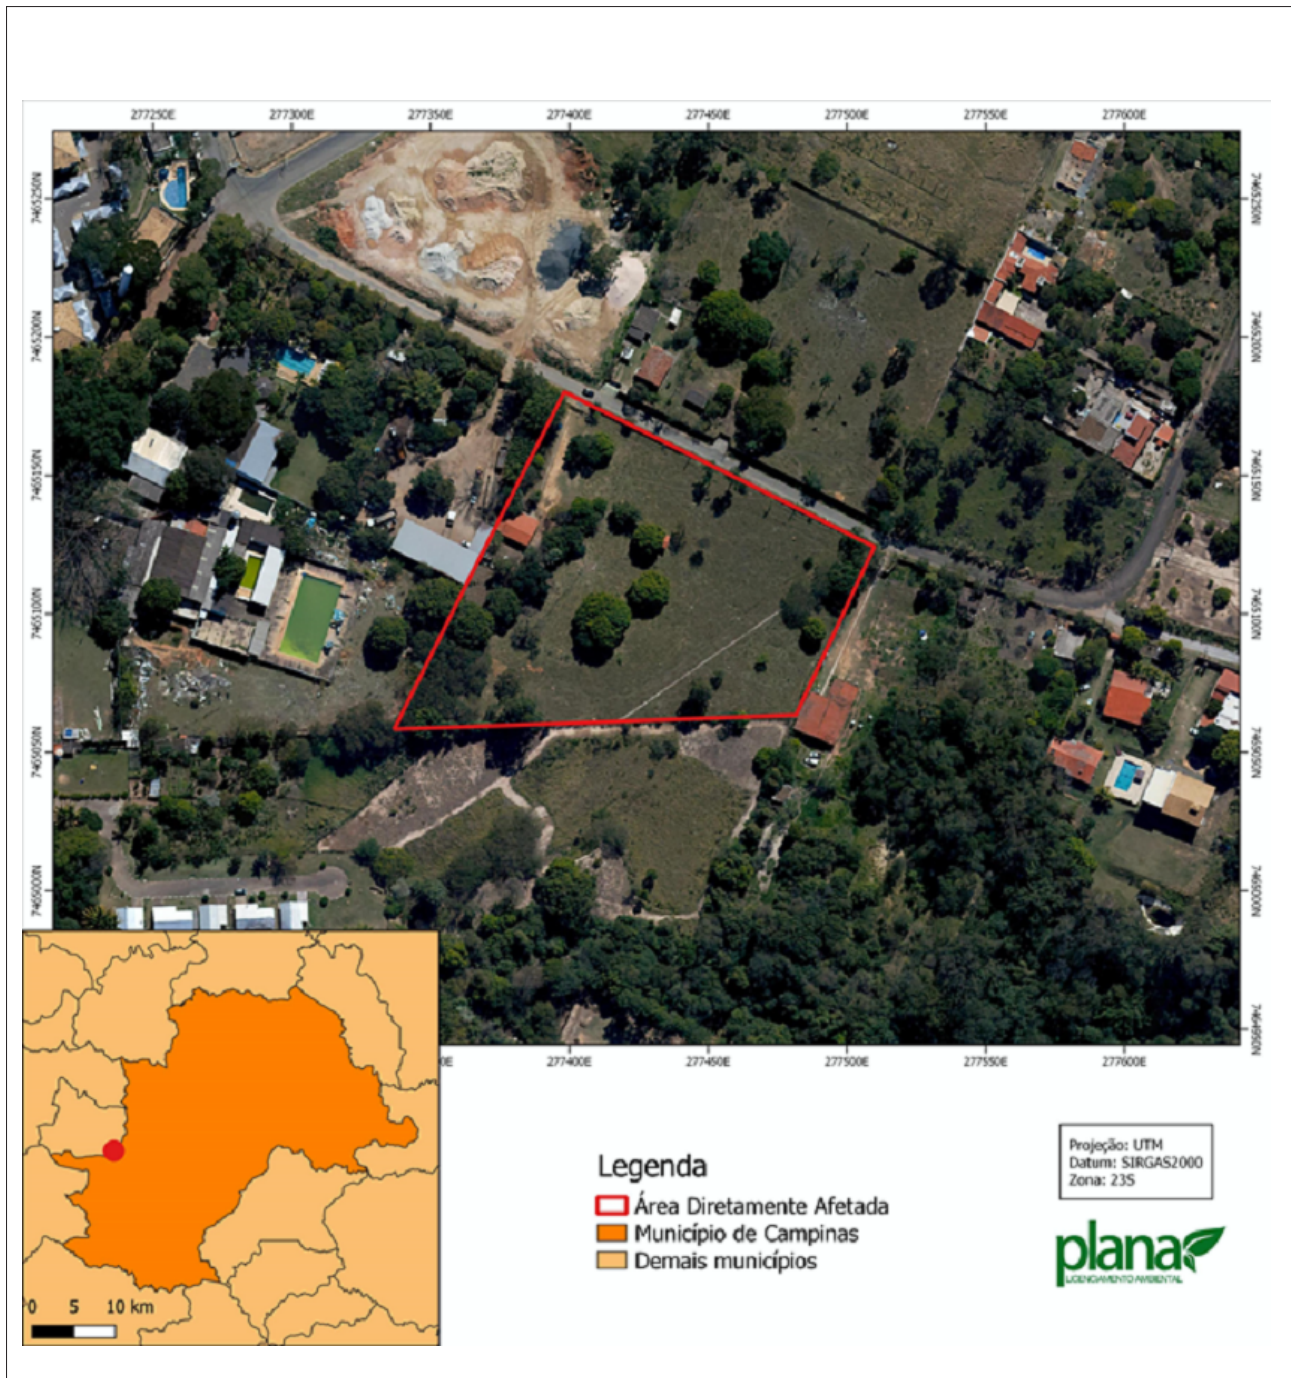 277250E 277300E 277350E 277400E 277450E 277500E 277550E 277600E
7465250N 7465250N
7465200N 7465200N
7465150N 7465150N
7465100N 7465100N
7465050N 7465050N
7465000N 7465000N
7464950N
277400E 277450E 277500E 277550E 277600E
0 5 10 km
Legenda
Área Diretamente Afetada
Município de Campinas
Demais municípios
Projeção: UTM
Datum: SIRGAS2000
Zona: 23S
plana
LICENCIAMENTO AMBIENTAL